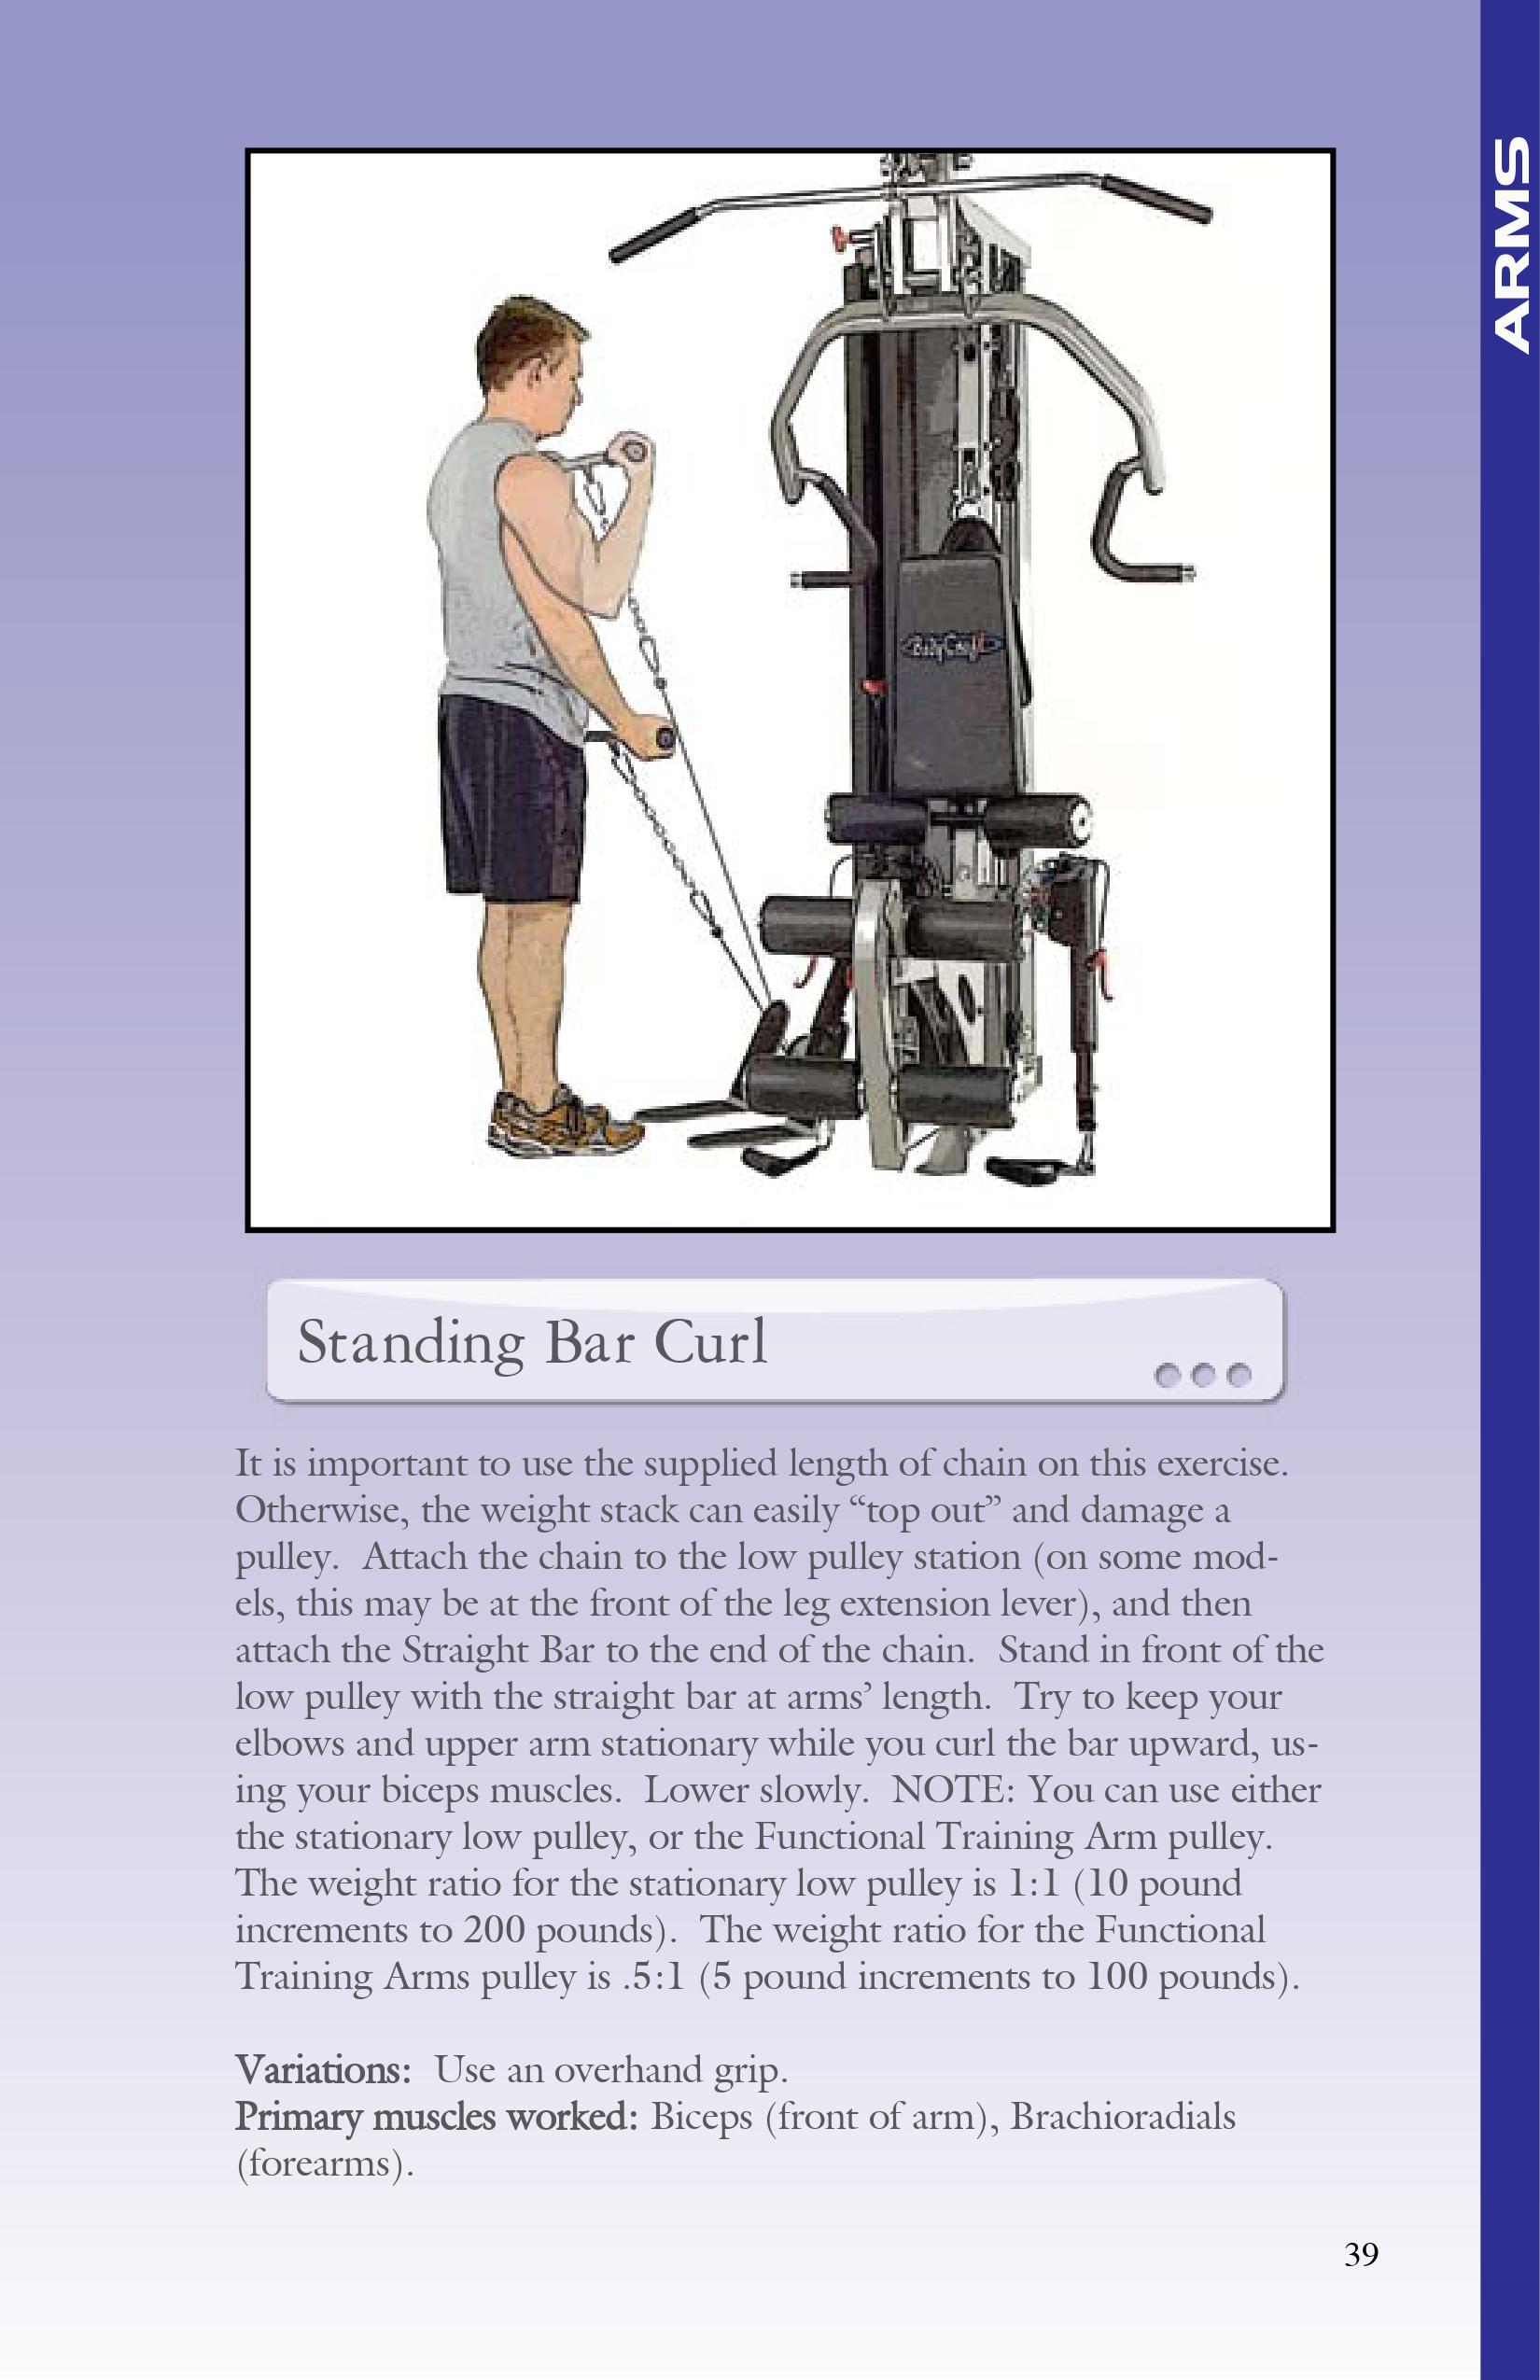 ARMS
BodyCraft
Standing Bar Curl
It is important to use the supplied length of chain on this exercise.
Otherwise, the weight stack can easily “top out” and damage a
pulley.  Attach the chain to the low pulley station (on some mod-
els, this may be at the front of the leg extension lever), and then
attach the Straight Bar to the end of the chain.  Stand in front of the
low pulley with the straight bar at arms’ length.  Try to keep your
elbows and upper arm stationary while you curl the bar upward, us-
ing your biceps muscles.  Lower slowly.  NOTE: You can use either
the stationary low pulley, or the Functional Training Arm pulley.
The weight ratio for the stationary low pulley is 1:1 (10 pound
increments to 200 pounds).  The weight ratio for the Functional
Training Arms pulley is .5:1 (5 pound increments to 100 pounds).
Variations:  Use an overhand grip.
Primary muscles worked: Biceps (front of arm), Brachioradials
(forearms).
39